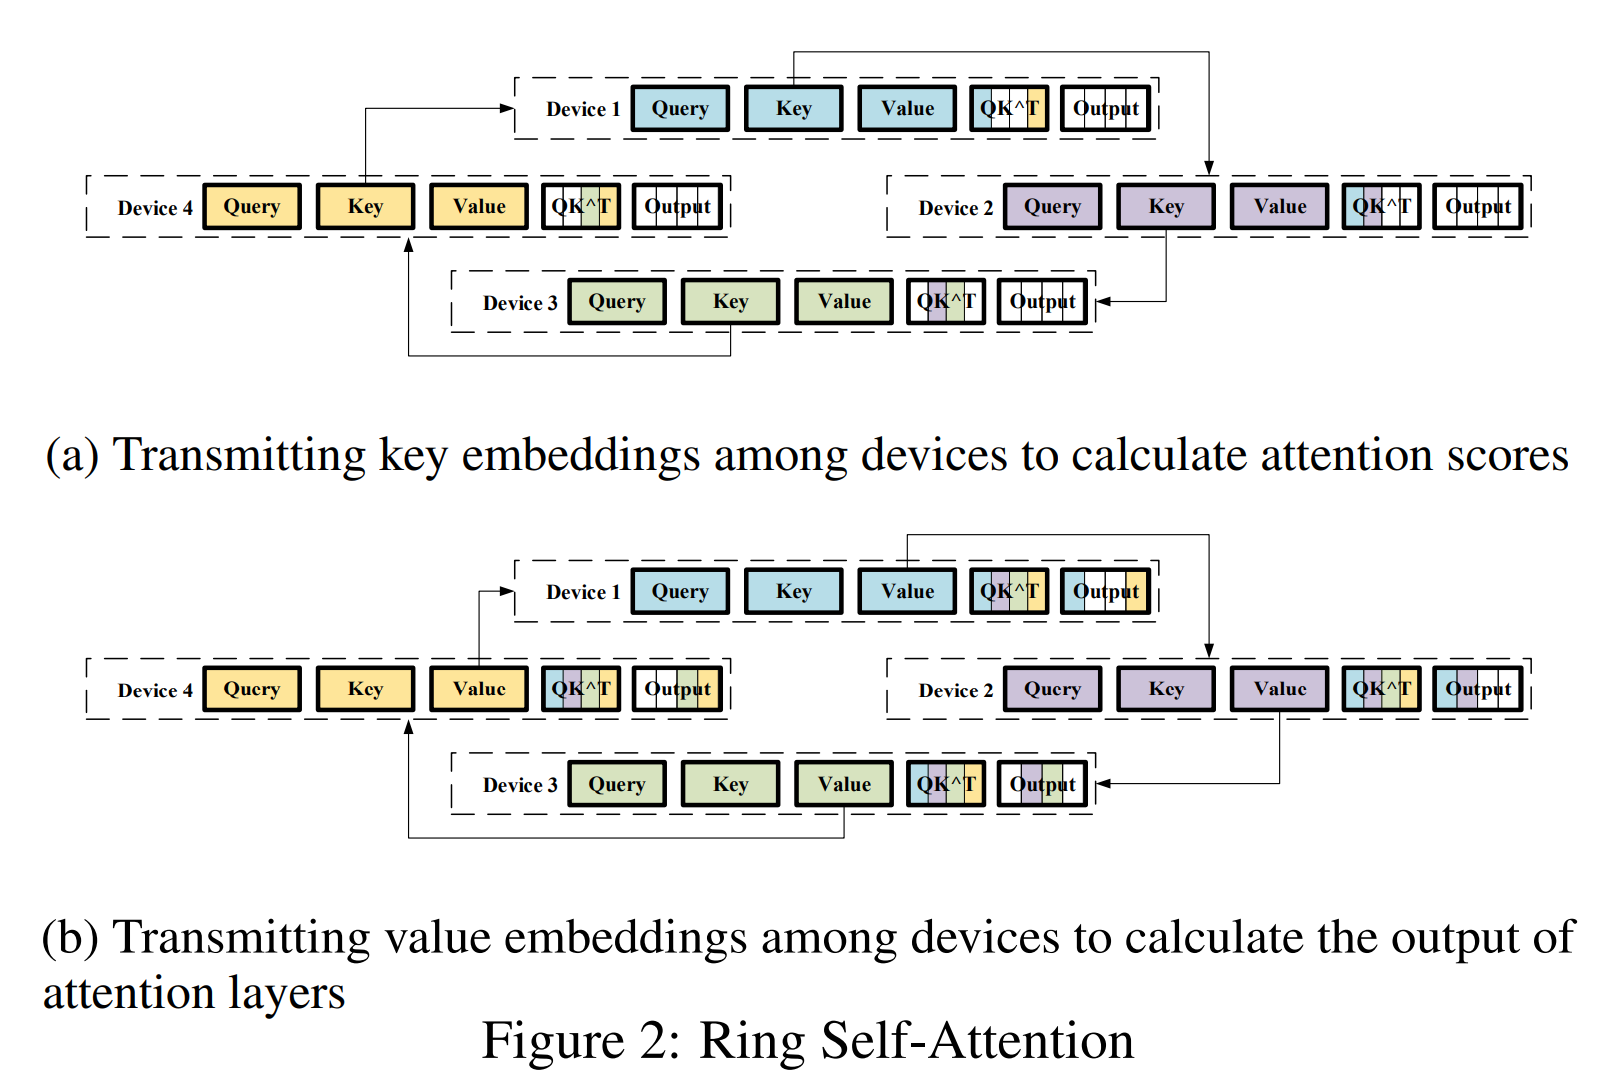 Device 1 Query Key Value QK^T Output
Device 4 Query Key Value QK^T Output
Device 2 Query Key Value QK^T Output
Device 3 Query Key Value QK^T Output
(a) Transmitting key embeddings among devices to calculate attention scores
Device 1 Query Key Value QK^T Output
Device 4 Query Key Value QK^T Output
Device 2 Query Key Value QK^T Output
Device 3 Query Key Value QK^T Output
(b) Transmitting value embeddings among devices to calculate the output of
attention layers
Figure 2: Ring Self-Attention